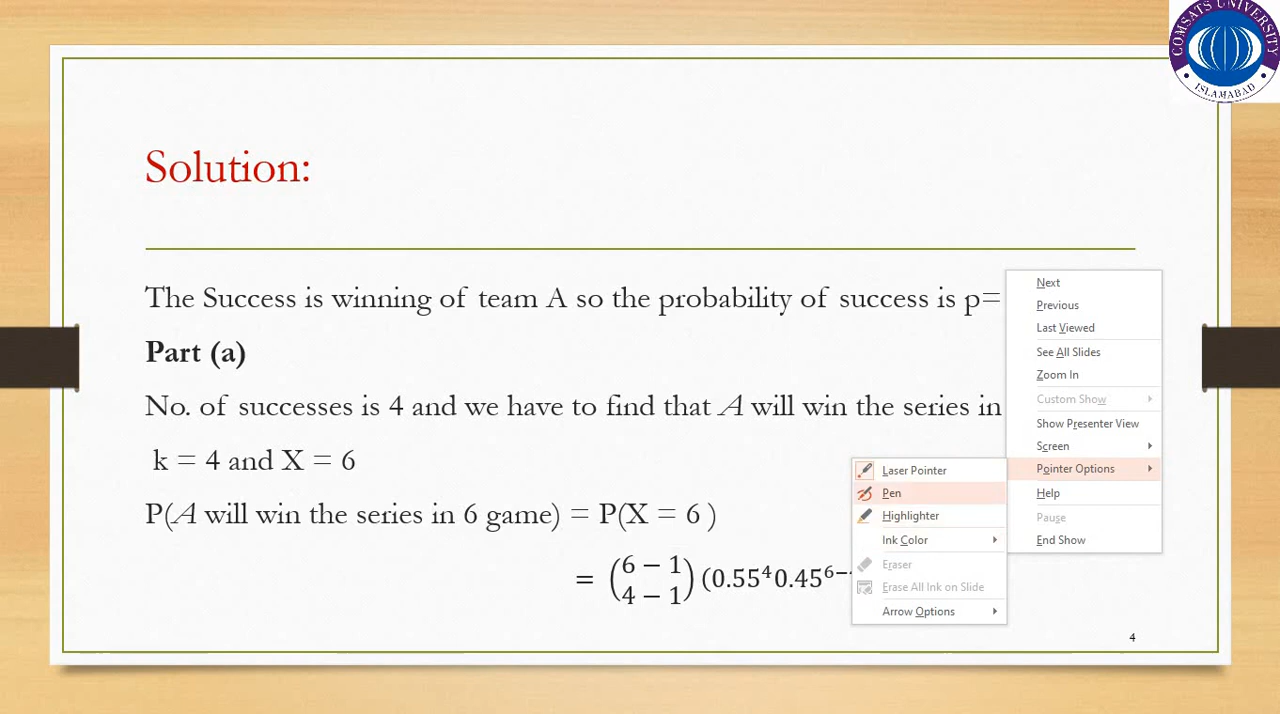 COMSATS UNIVERSITY
ISLAMABAD
Solution:
The Success is winning of team A so the probability of success is p=
Part (a)
No. of successes is 4 and we have to find that A will win the series in
k = 4 and X = 6
P(A will win the series in 6 game) = P(X = 6 )
= (6 − 1
4 − 1) (0.55⁴0.45⁶⁻
4
Next
Previous
Last Viewed
See All Slides
Zoom In
Custom Show
Show Presenter View
Screen
Pointer Options
Help
Pause
End Show
Laser Pointer
Pen
Highlighter
Ink Color
Eraser
Erase All Ink on Slide
Arrow Options